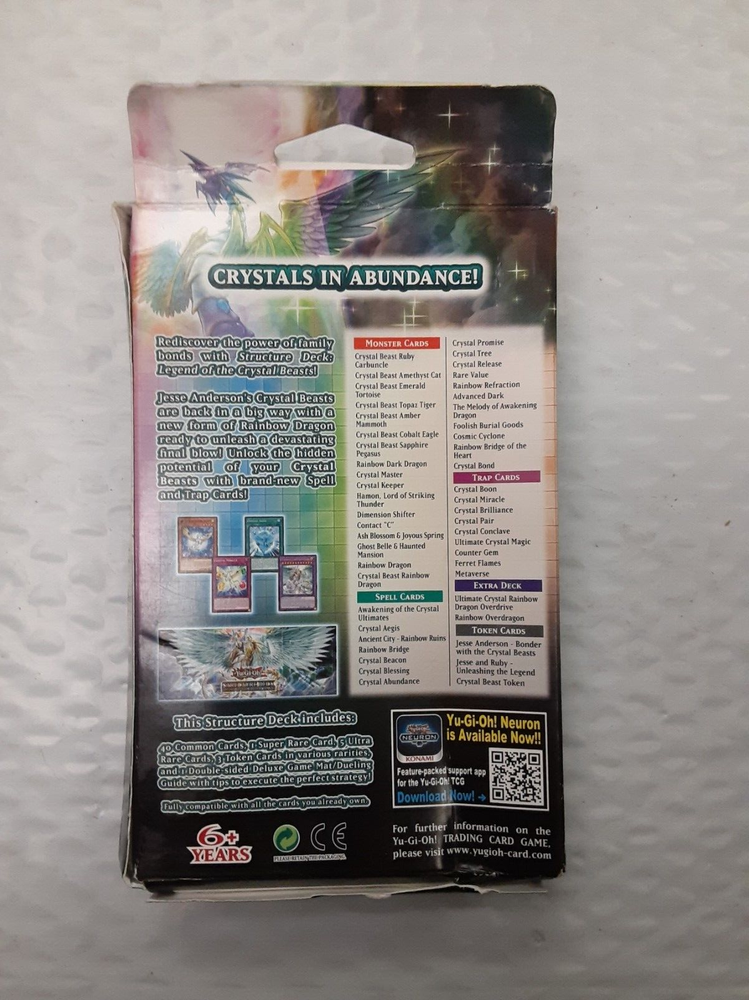 CRYSTALS IN ABUNDANCE!
Rediscover the power of family
bonds with Structure Deck:
Legend of the Crystal Beasts!
Jesse Anderson's Crystal Beasts
are back in a big way with a
new form of Rainbow Dragon
ready to unleash a devastating
final blow! Unlock the hidden
potential of your Crystal
Beasts with brand-new Spell
and Trap Cards!
MONSTER CARDS
Crystal Beast Ruby
Carbuncle
Crystal Beast Amethyst Cat
Crystal Beast Emerald
Tortoise
Crystal Beast Topaz Tiger
Crystal Beast Amber
Mammoth
Crystal Beast Cobalt Eagle
Crystal Beast Sapphire
Pegasus
Rainbow Dark Dragon
Crystal Master
Crystal Keeper
Hamon, Lord of Striking
Thunder
Dimension Shifter
Contact "C"
Ash Blossom & Joyous Spring
Ghost Belle & Haunted
Mansion
Rainbow Dragon
Crystal Beast Rainbow
Dragon
SPELL CARDS
Awakening of the Crystal
Ultimates
Crystal Aegis
Ancient City - Rainbow Ruins
Rainbow Bridge
Crystal Beacon
Crystal Blessing
Crystal Abundance
Crystal Promise
Crystal Tree
Crystal Release
Rare Value
Rainbow Refraction
Advanced Dark
The Melody of Awakening
Dragon
Foolish Burial Goods
Cosmic Cyclone
Rainbow Bridge of the
Heart
Crystal Bond
TRAP CARDS
Crystal Boon
Crystal Miracle
Crystal Brilliance
Crystal Pair
Crystal Conclave
Ultimate Crystal Magic
Counter Gem
Ferret Flames
Metaverse
EXTRA DECK
Ultimate Crystal Rainbow
Dragon Overdrive
Rainbow Overdragon
TOKEN CARDS
Jesse Anderson - Bonder
with the Crystal Beasts
Jesse and Ruby -
Unleashing the Legend
Crystal Beast Token
Yu-Gi-Oh!
This Structure Deck includes:
40 Common Cards, 1 Super Rare Card, 5 Ultra
Rare Cards, 3 Token Cards in various rarities,
and 1 Double-sided Deluxe Game Mat/Dueling
Guide with tips to execute the perfect strategy!
Fully compatible with all the cards you already own.
6+
YEARS
PLEASE RETAIN THE PACKAGING
CE
NEURON
KONAMI
Yu-Gi-Oh! Neuron
is Available Now!!
Feature-packed support app
for the Yu-Gi-Oh! TCG
Download Now!
For further information on the
Yu-Gi-Oh! TRADING CARD GAME,
please visit www.yugioh-card.com